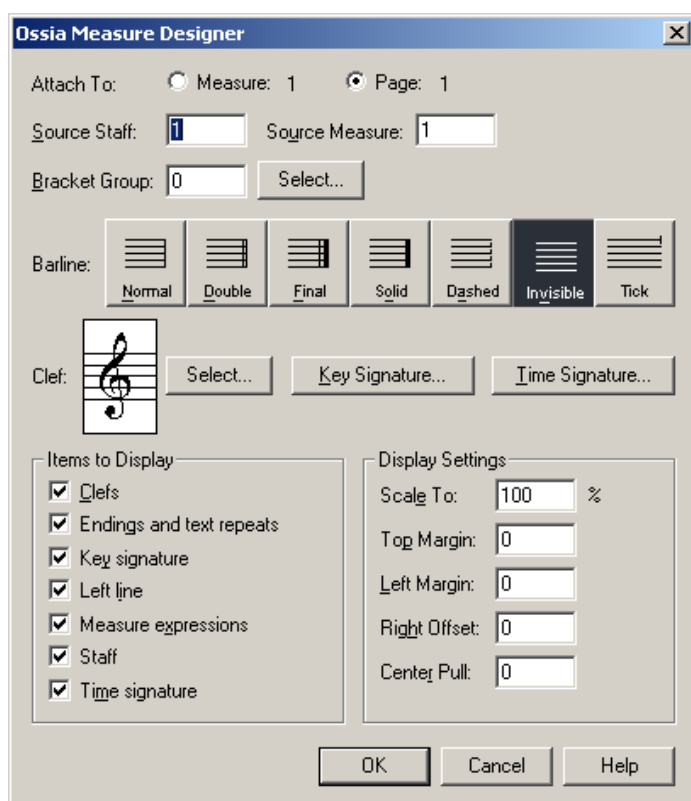 Ossia Measure Designer
Attach To: Measure: 1 Page: 1
Source Staff: 1 Source Measure: 1
Bracket Group: 0 Select...
Barline: Normal Double Final Solid Dashed Invisible Tick
Clef: Select... Key Signature... Time Signature...
Items to Display
Clefs
Endings and text repeats
Key signature
Left line
Measure expressions
Staff
Time signature
Display Settings
Scale To: 100 %
Top Margin: 0
Left Margin: 0
Right Offset: 0
Center Pull: 0
OK Cancel Help